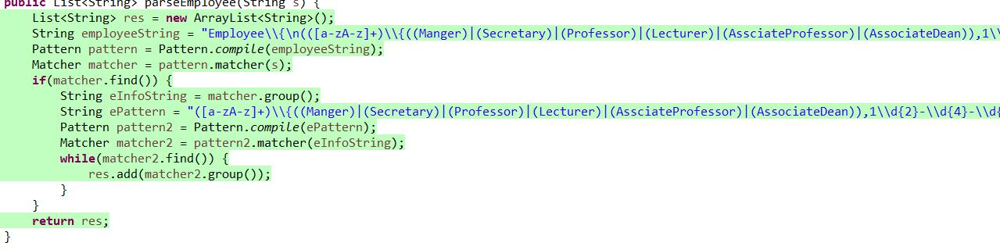 public List<String> parseEmployee(String s) {
    List<String> res = new ArrayList<String>();
    String employeeString = "Employee\\{\n(([a-zA-z]+)\\{((Manger)|(Secretary)|(Professor)|(Lecturer)|(AssciateProfessor)|(AssociateDean)),1\\
    Pattern pattern = Pattern.compile(employeeString);
    Matcher matcher = pattern.matcher(s);
    if(matcher.find()) {
        String eInfoString = matcher.group();
        String ePattern = "([a-zA-z]+)\\{((Manger)|(Secretary)|(Professor)|(Lecturer)|(AssciateProfessor)|(AssociateDean)),1\\d{2}-\\d{4}-\\d{
        Pattern pattern2 = Pattern.compile(ePattern);
        Matcher matcher2 = pattern2.matcher(eInfoString);
        while(matcher2.find()) {
            res.add(matcher2.group());
        }
    }
    return res;
}